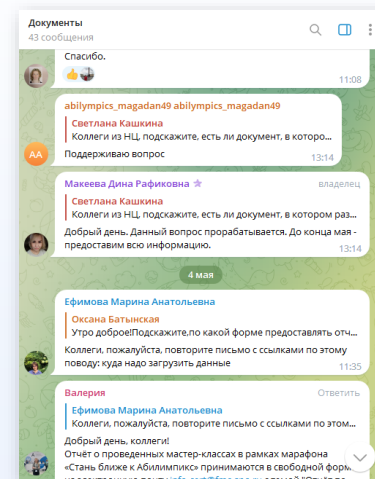 Документы
43 сообщения
Спасибо.
11:08
abilympics_magadan49 abilympics_magadan49
Светлана Кашкина
Коллеги из НЦ, подскажите, есть ли документ, в которо...
Поддерживаю вопрос
13:14
AA
Макеева Дина Рафиковна
владелец
Светлана Кашкина
Коллеги из НЦ, подскажите, есть ли документ, в котором раз...
Добрый день. Данный вопрос прорабатывается. До конца мая -
предоставим всю информацию.
13:14
4 мая
Ефимова Марина Анатольевна
Оксана Батынская
Утро доброе!Подскажите,по какой форме предоставлять отч...
Коллеги, пожалуйста, повторите письмо с ссылками по этому
поводу: куда надо загрузить данные
11:35
Валерия
Ответить
Ефимова Марина Анатольевна
Коллеги, пожалуйста, повторите письмо с ссылками по этом...
Добрый день, коллеги!
Отчёт о проведенных мастер-классах в рамках марафона
«Стань ближе к Абилимпикс» принимаются в свободной форм